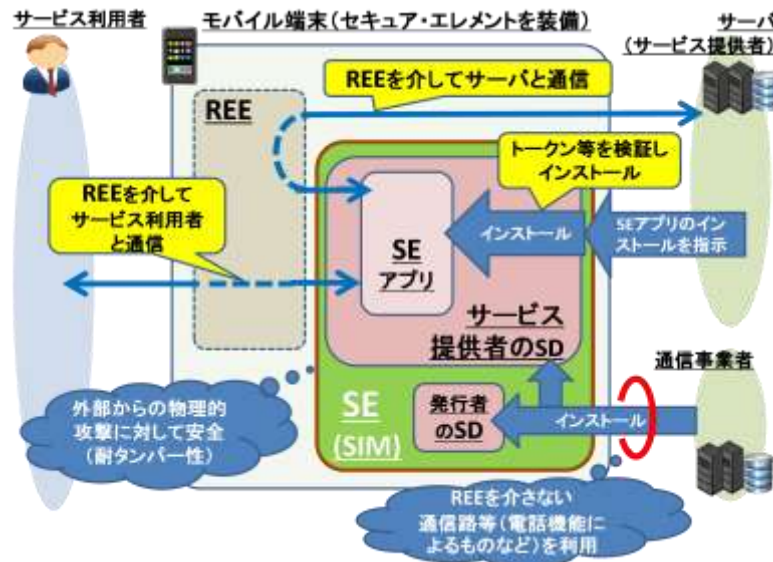 サービス利用者
モバイル端末(セキュア・エレメントを装備)
サーバ
(サービス提供者)
REEを介してサーバと通信
REE
トークン等を検証し
インストール
REEを介して
サービス利用者
と通信
SE
アプリ
インストール
SEアプリのイン
ストールを指示
サービス
提供者のSD
通信事業者
外部からの物理的
攻撃に対して安全
(耐タンパー性)
SE
(SIM)
発行者
のSD
インストール
REEを介さない
通信路等(電話機能に
よるものなど)を利用